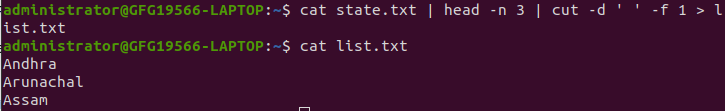 administrator@GFG19566-LAPTOP:~$ cat state.txt | head -n 3 | cut -d ' ' -f 1 > l
ist.txt
administrator@GFG19566-LAPTOP:~$ cat list.txt
Andhra
Arunachal
Assam